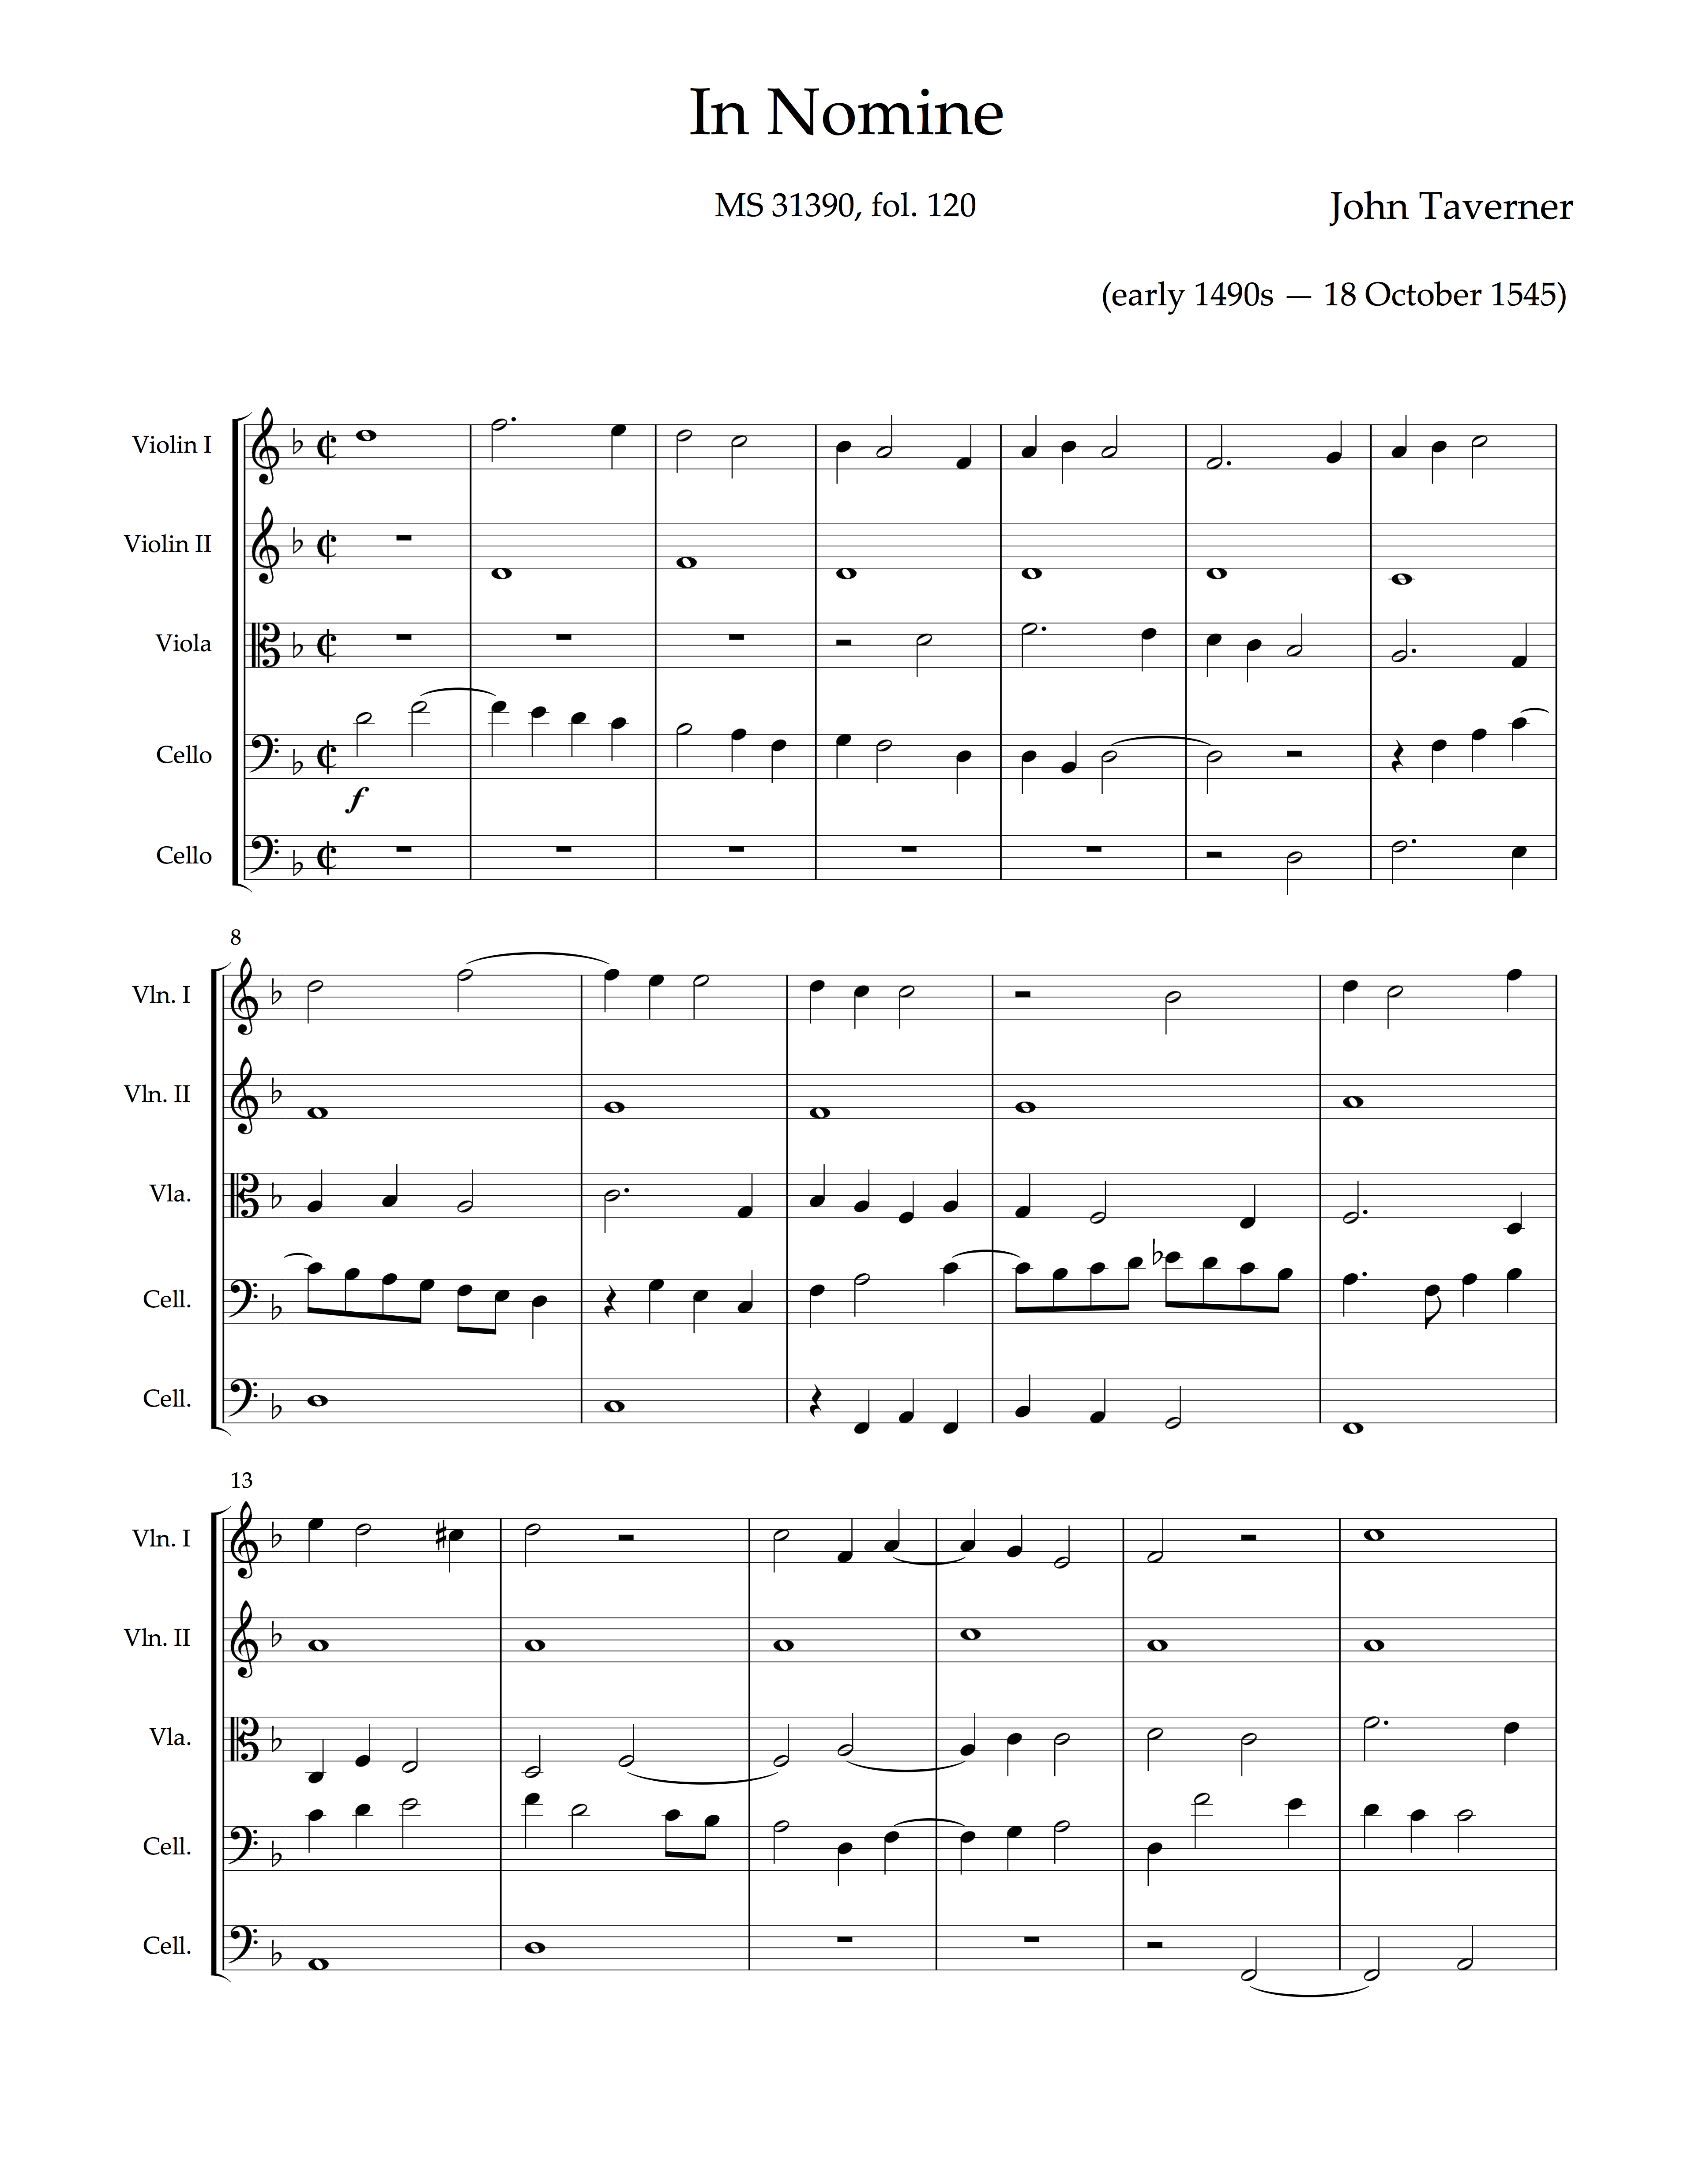 In Nomine
MS 31390, fol. 120
John Taverner
(early 1490s — 18 October 1545)
Violin I
Violin II
Viola
Cello
f
Cello
8
Vln. I
Vln. II
Vla.
Cell.
Cell.
13
Vln. I
Vln. II
Vla.
Cell.
Cell.